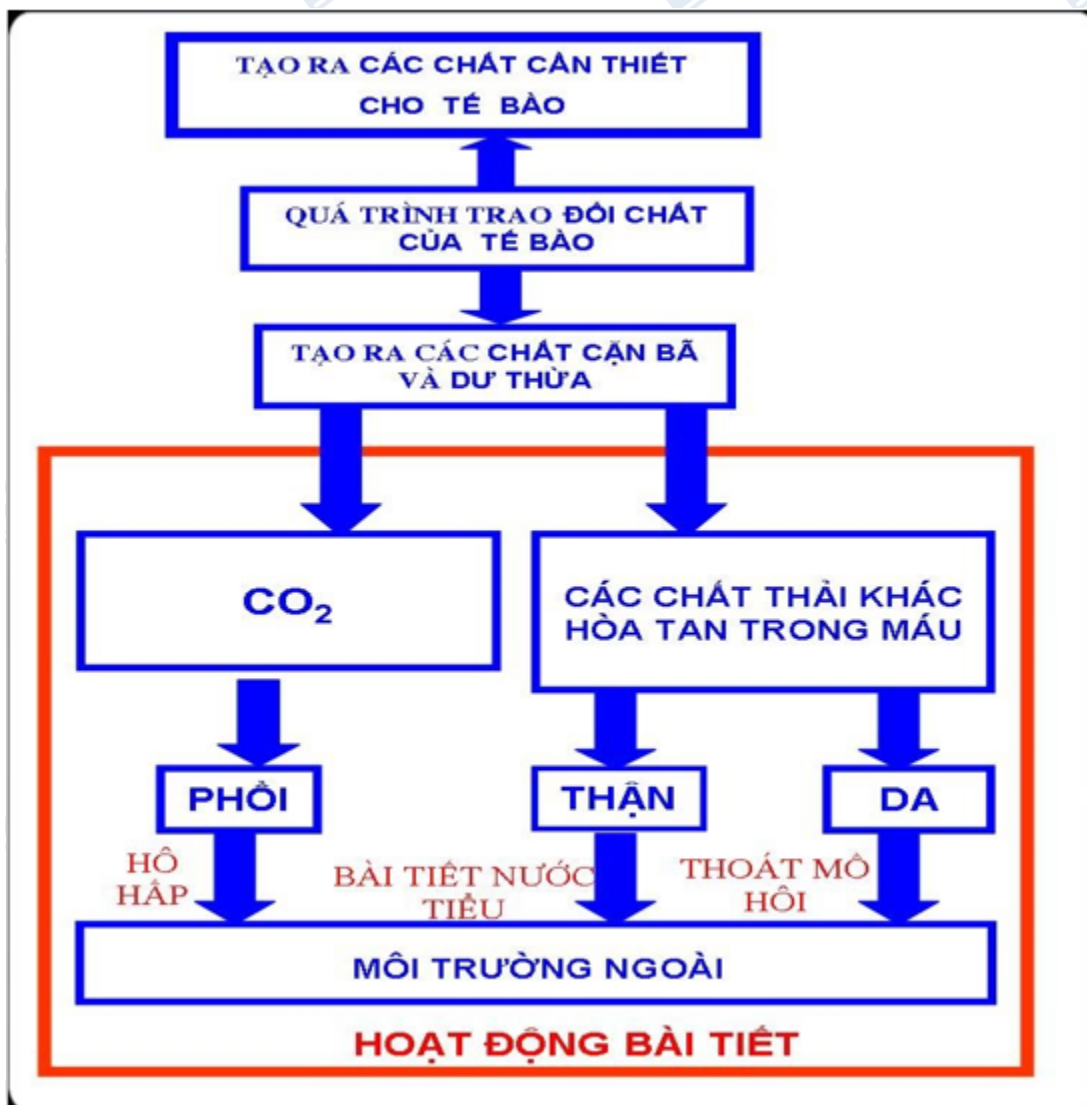 TẠO RA CÁC CHẤT CẦN THIẾT
CHO TẾ BÀO
QUÁ TRÌNH TRAO ĐỔI CHẤT
CỦA TẾ BÀO
TẠO RA CÁC CHẤT CẶN BÃ
VÀ DƯ THỪA
CO₂
CÁC CHẤT THẢI KHÁC
HÒA TAN TRONG MÁU
PHỔI
THẬN
DA
HÔ
HẤP
BÀI TIẾT NƯỚC
TIỂU
THOÁT MỒ
HÔI
MÔI TRƯỜNG NGOÀI
HOẠT ĐỘNG BÀI TIẾT